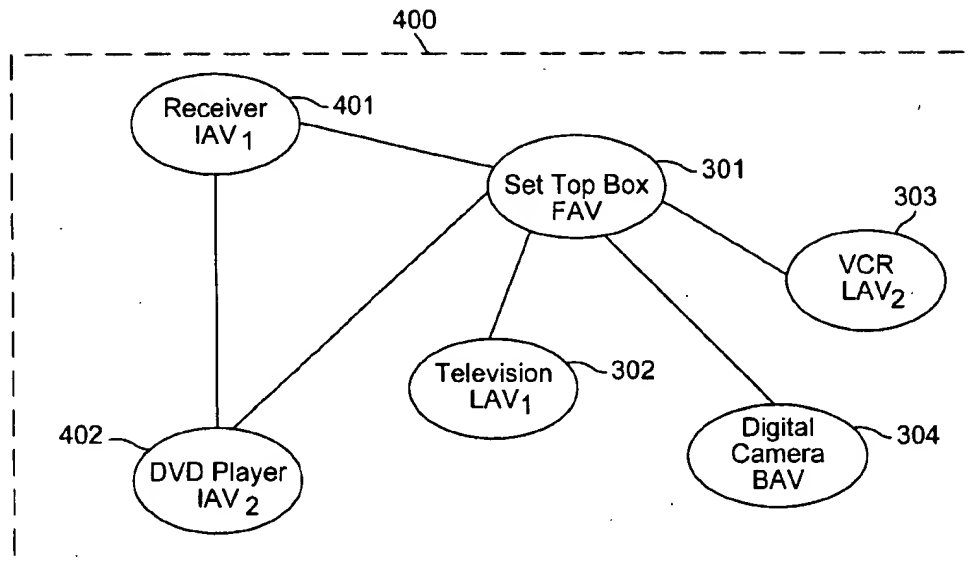 400
Receiver
IAV1
401
Set Top Box
FAV
301
303
VCR
LAV2
Television
LAV1
302
402
DVD Player
IAV2
Digital
Camera
BAV
304